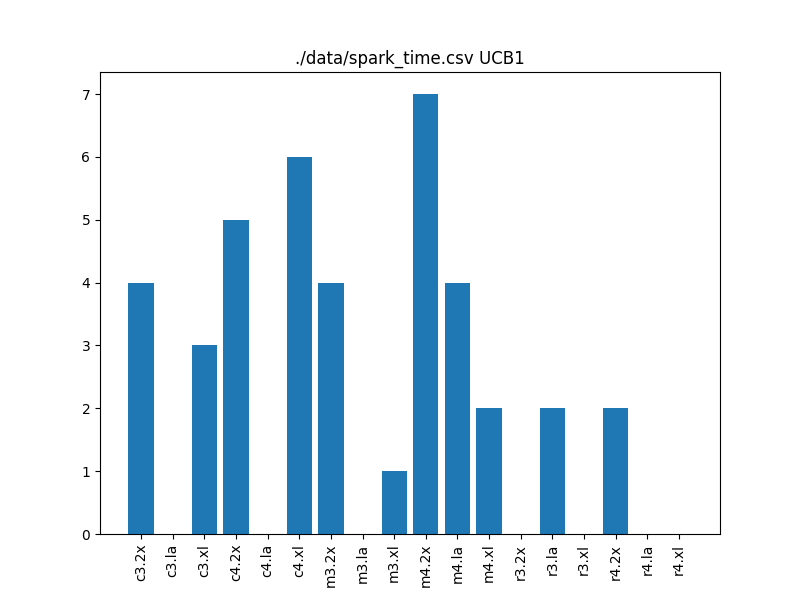 ./data/spark_time.csv UCB1
7
6
5
4
3
2
1
0
c3.2x
c3.la
c3.xl
c4.2x
c4.la
c4.xl
m3.2x
m3.la
m3.xl
m4.2x
m4.la
m4.xl
r3.2x
r3.la
r3.xl
r4.2x
r4.la
r4.xl